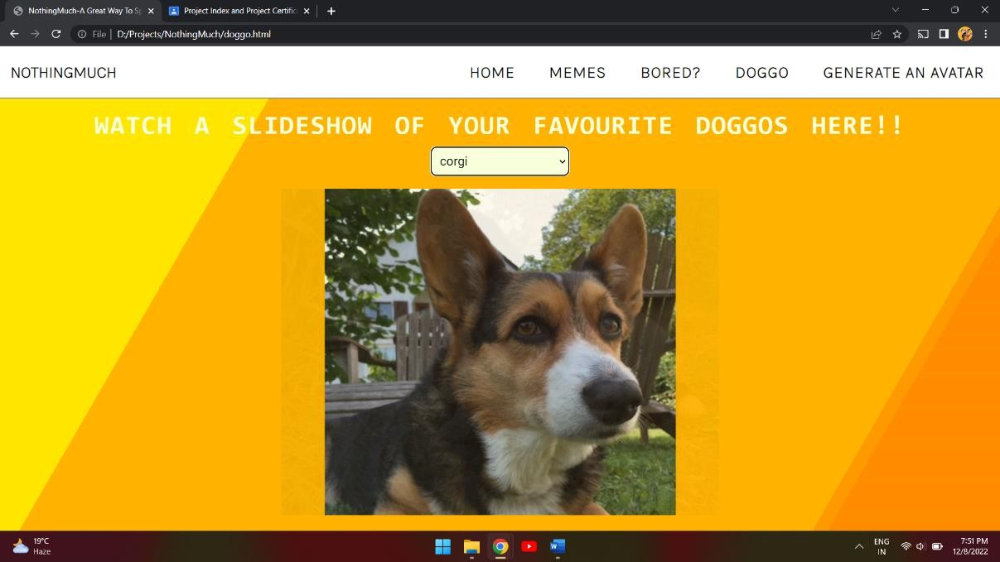 NothingMuch-A Great Way To Sp
Project Index and Project Certific
File
D:/Projects/NothingMuch/doggo.html
NOTHINGMUCH
HOME
MEMES
BORED?
DOGGO
GENERATE AN AVATAR
WATCH A SLIDESHOW OF YOUR FAVOURITE DOGGOS HERE!!
corgi
19°C
Haze
ENG
IN
7:51 PM
12/8/2022